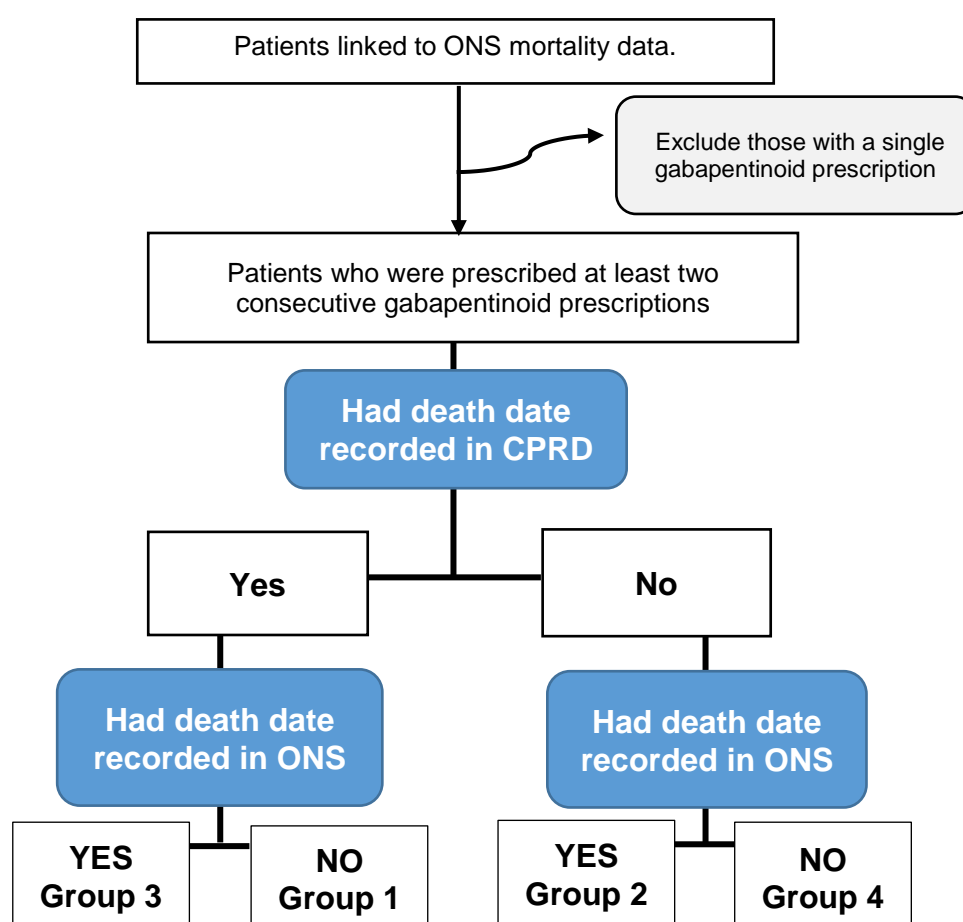 Patients linked to ONS mortality data.
Exclude those with a single
gabapentinoid prescription
Patients who were prescribed at least two
consecutive gabapentinoid prescriptions
Had death date
recorded in CPRD
Yes
No
Had death date
recorded in ONS
Had death date
recorded in ONS
YES
Group 3
NO
Group 1
YES
Group 2
NO
Group 4